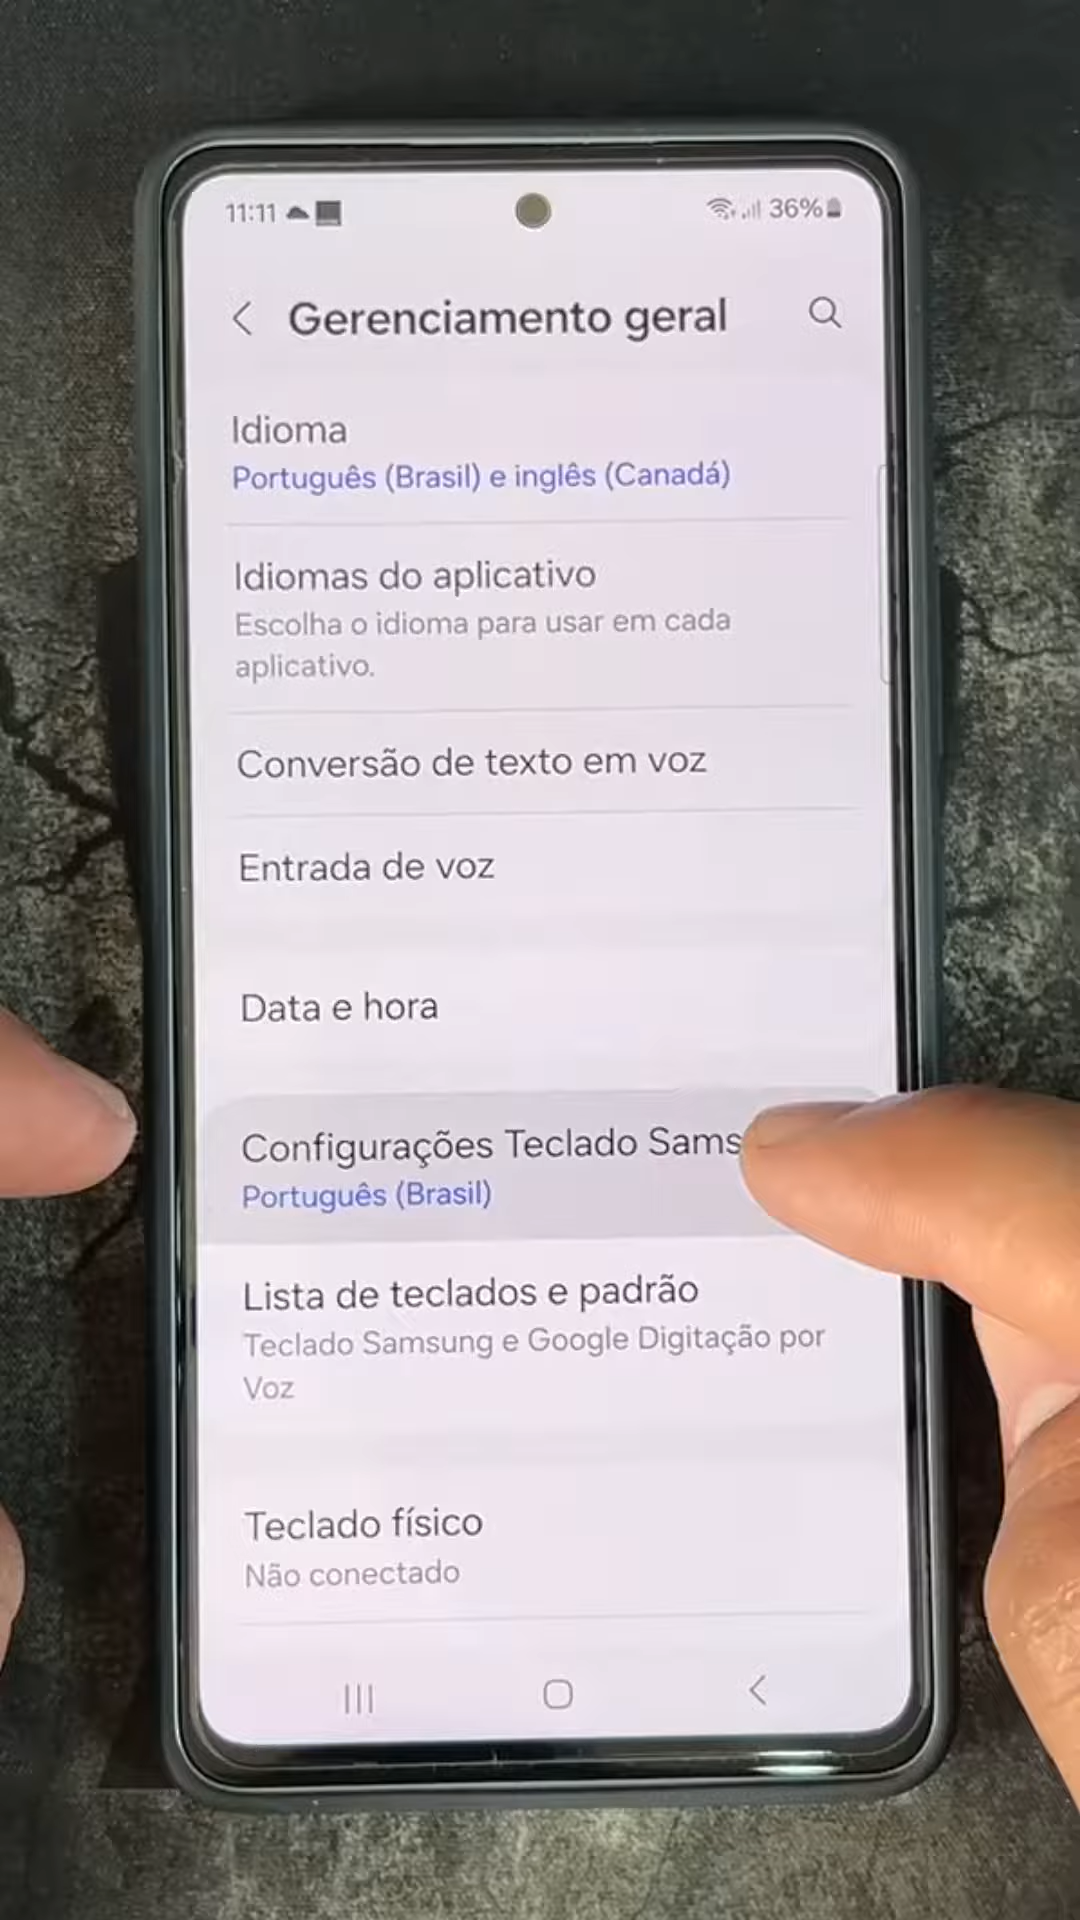 11:11
36%
Gerenciamento geral
Idioma
Português (Brasil) e inglês (Canadá)
Idiomas do aplicativo
Escolha o idioma para usar em cada
aplicativo.
Conversão de texto em voz
Entrada de voz
Data e hora
Configurações Teclado Sams
Português (Brasil)
Lista de teclados e padrão
Teclado Samsung e Google Digitação por
Voz
Teclado físico
Não conectado